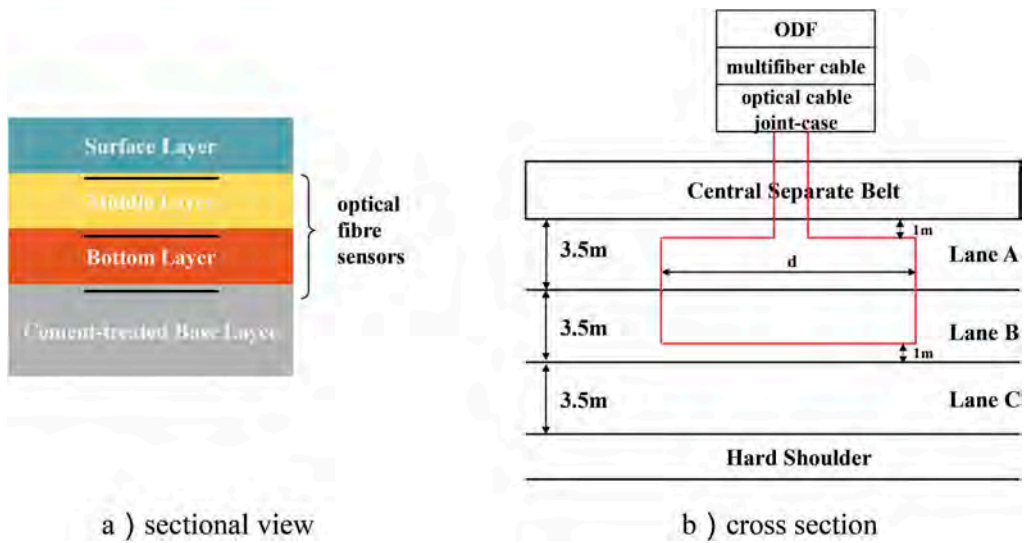 Surface Layer
Middle Layer
Bottom Layer
Cement-treated Base Layer
optical
fibre
sensors
a ) sectional view
ODF
multifiber cable
optical cable
joint-case
Central Separate Belt
1m
3.5m
Lane A
d
3.5m
Lane B
1m
3.5m
Lane C
Hard Shoulder
b ) cross section